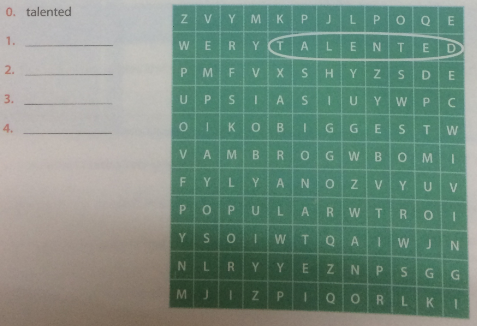 0. talented
1. ____________
2. ____________
3. ____________
4. ____________
Z V Y M K P J L P O Q E
W E R Y T A L E N T E D
P M F V X S H Y Z S D E
U P S I A S I U Y W P C
O I K O B I G G E S T W
V A M B R O G W B O M I
F Y L Y A N O Z V Y U V
P O P U L A R W T R O I
Y S O I W T Q A I W J N
N L R Y Y E Z N P S G G
M J I Z P I Q O R L K I